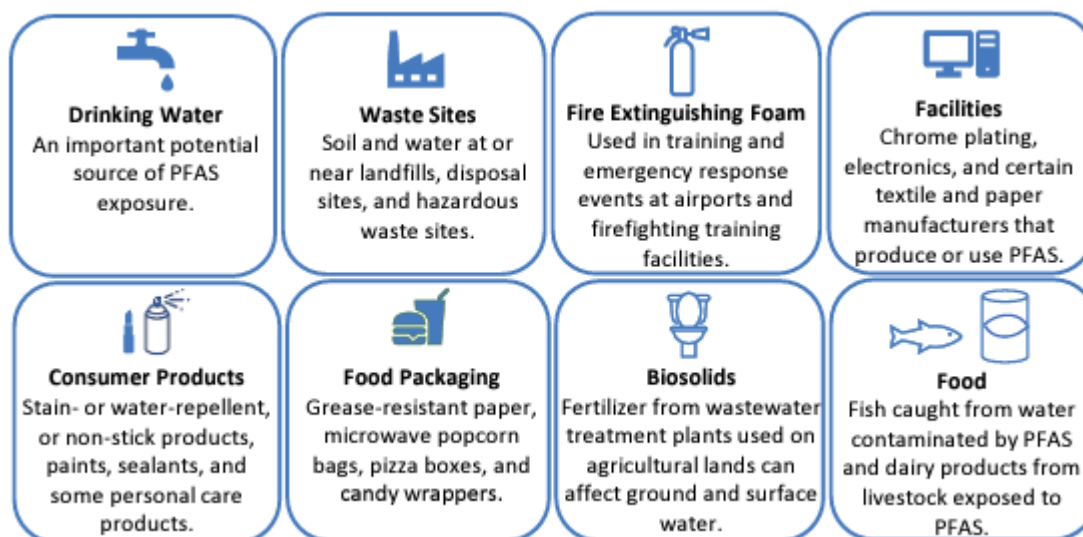 Drinking Water
An important potential
source of PFAS
exposure.
Waste Sites
Soil and water at or
near landfills, disposal
sites, and hazardous
waste sites.
Fire Extinguishing Foam
Used in training and
emergency response
events at airports and
firefighting training
facilities.
Facilities
Chrome plating,
electronics, and certain
textile and paper
manufacturers that
produce or use PFAS.
Consumer Products
Stain- or water-repellent,
or non-stick products,
paints, sealants, and
some personal care
products.
Food Packaging
Grease-resistant paper,
microwave popcorn
bags, pizza boxes, and
candy wrappers.
Biosolids
Fertilizer from wastewater
treatment plants used on
agricultural lands can
affect ground and surface
water.
Food
Fish caught from water
contaminated by PFAS
and dairy products from
livestock exposed to
PFAS.